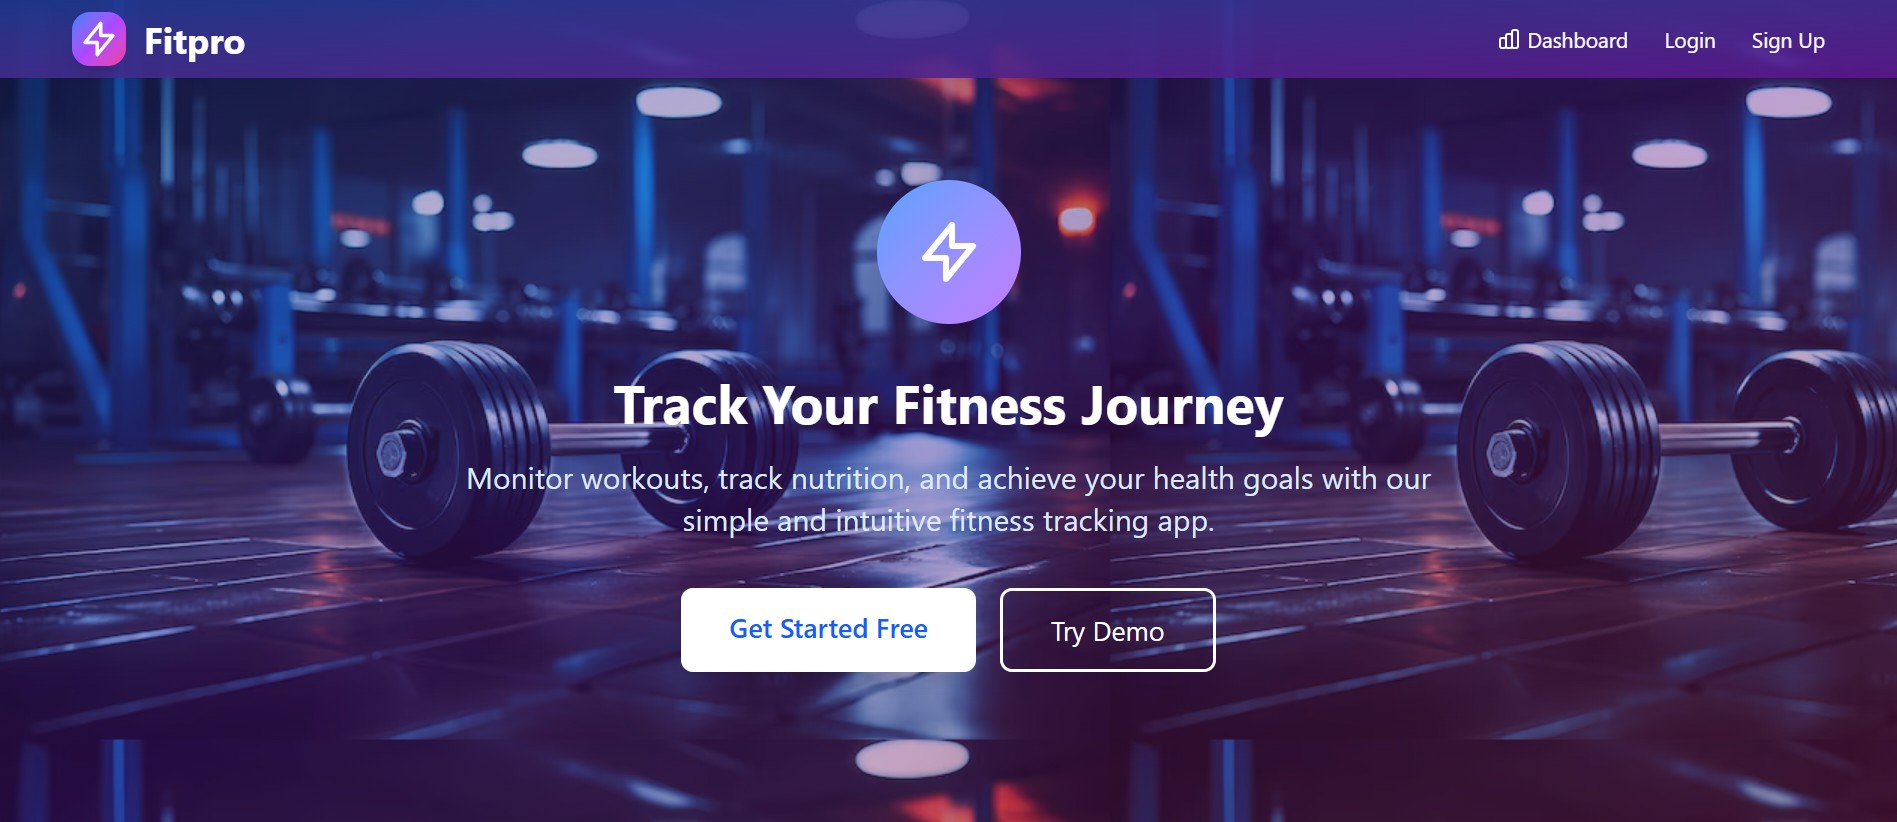 Fitpro
Dashboard
Login
Sign Up
Track Your Fitness Journey
Monitor workouts, track nutrition, and achieve your health goals with our
simple and intuitive fitness tracking app.
Get Started Free
Try Demo